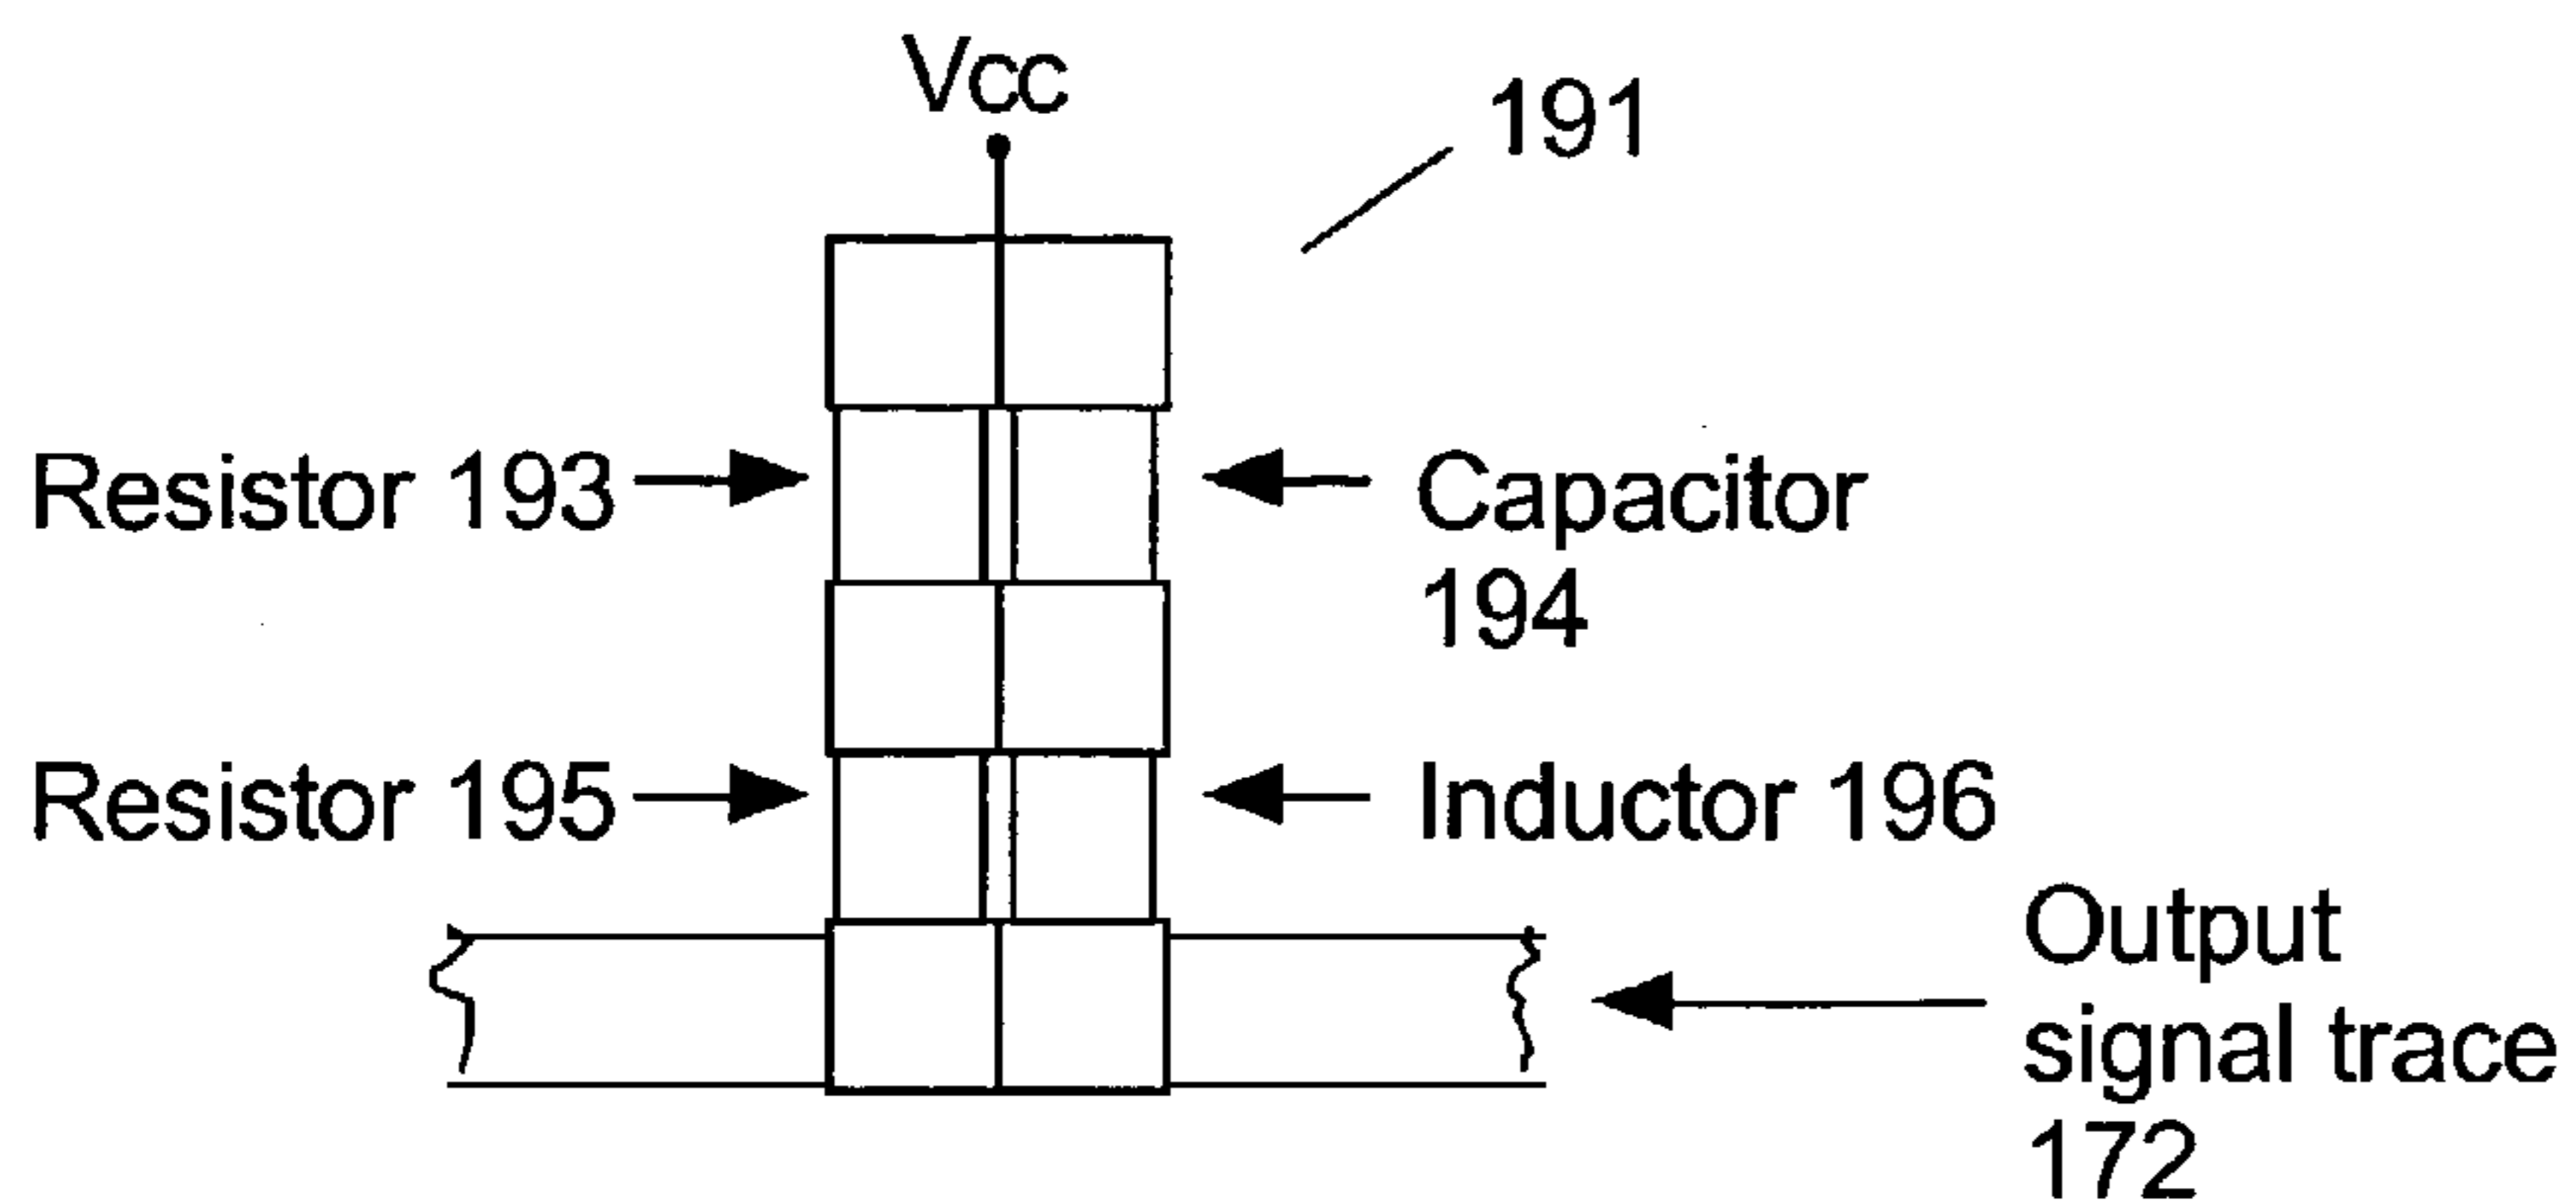 Vcc
191
Resistor 193
Capacitor
194
Resistor 195
Inductor 196
Output
signal trace
172